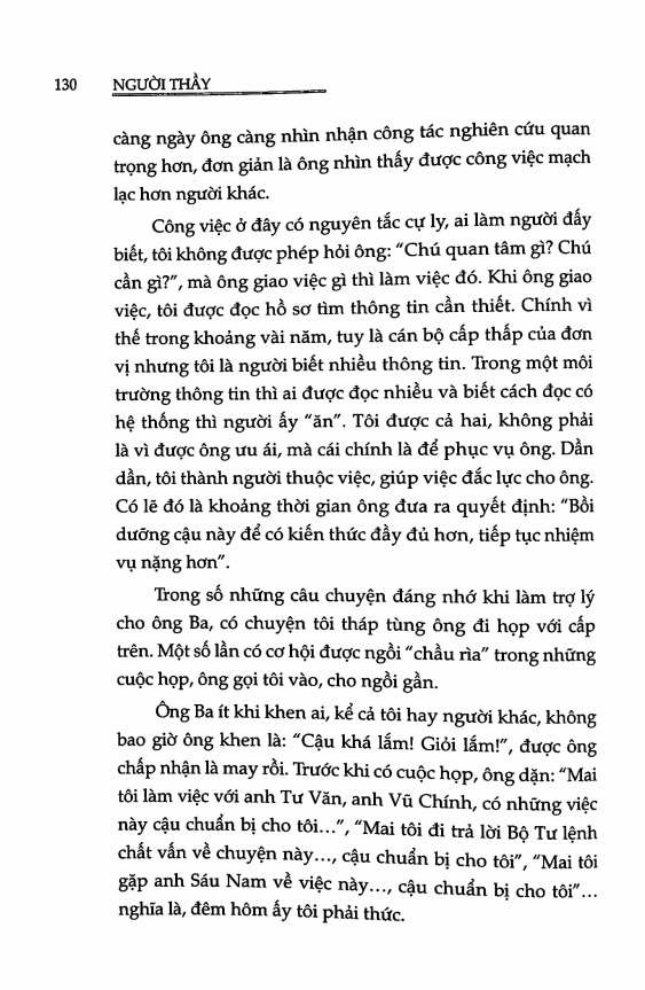 130 NGƯỜI THẦY
càng ngày ông càng nhìn nhận công tác nghiên cứu quan
trọng hơn, đơn giản là ông nhìn thấy được công việc mạch
lạc hơn người khác.
Công việc ở đây có nguyên tắc cự ly, ai làm người đấy
biết, tôi không được phép hỏi ông: "Chú quan tâm gì? Chú
cần gì?", mà ông giao việc gì thì làm việc đó. Khi ông giao
việc, tôi được đọc hồ sơ tìm thông tin cần thiết. Chính vì
thế trong khoảng vài năm, tuy là cán bộ cấp thấp của đơn
vị nhưng tôi là người biết nhiều thông tin. Trong một môi
trường thông tin thì ai được đọc nhiều và biết cách đọc có
hệ thống thì người ấy "ăn". Tôi được cả hai, không phải
là vì được ông ưu ái, mà cái chính là để phục vụ ông. Dần
dần, tôi thành người thuộc việc, giúp việc đắc lực cho ông.
Có lẽ đó là khoảng thời gian ông đưa ra quyết định: "Bồi
dưỡng cậu này để có kiến thức đầy đủ hơn, tiếp tục nhiệm
vụ nặng hơn".
Trong số những câu chuyện đáng nhớ khi làm trợ lý
cho ông Ba, có chuyện tôi tháp tùng ông đi họp với cấp
trên. Một số lần có cơ hội được ngồi "chầu rìa" trong những
cuộc họp, ông gọi tôi vào, cho ngồi gần.
Ông Ba ít khi khen ai, kể cả tôi hay người khác, không
bao giờ ông khen là: "Cậu khá lắm! Giỏi lắm!", được ông
chấp nhận là may rồi. Trước khi có cuộc họp, ông dặn: "Mai
tôi làm việc với anh Tư Văn, anh Vũ Chính, có những việc
này cậu chuẩn bị cho tôi...", "Mai tôi đi trả lời Bộ Tư lệnh
chất vấn về chuyện này..., cậu chuẩn bị cho tôi", "Mai tôi
gặp anh Sáu Nam về việc này..., cậu chuẩn bị cho tôi"...
nghĩa là, đêm hôm ấy tôi phải thức.